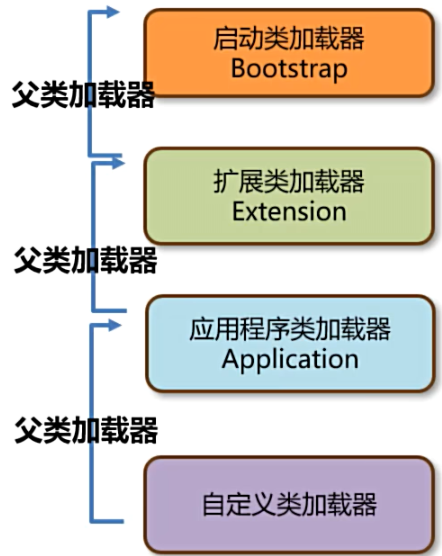 启动类加载器
Bootstrap
父类加载器
扩展类加载器
Extension
父类加载器
应用程序类加载器
Application
父类加载器
自定义类加载器